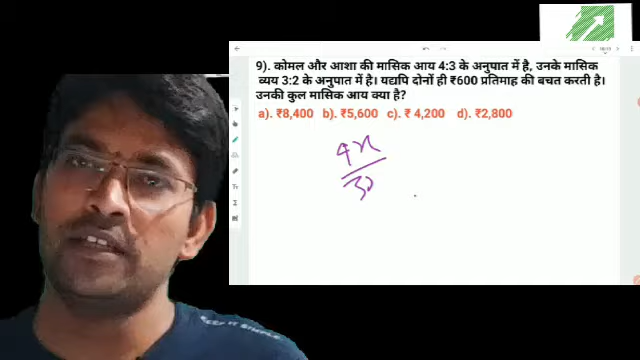 9). कोमल और आशा की मासिक आय 4:3 के अनुपात में है, उनके मासिक
व्यय 3:2 के अनुपात में है। यद्यपि दोनों ही ₹600 प्रतिमाह की बचत करती है।
उनकी कुल मासिक आय क्या है?
a). ₹8,400 b). ₹5,600 c). ₹ 4,200 d). ₹2,800
4x